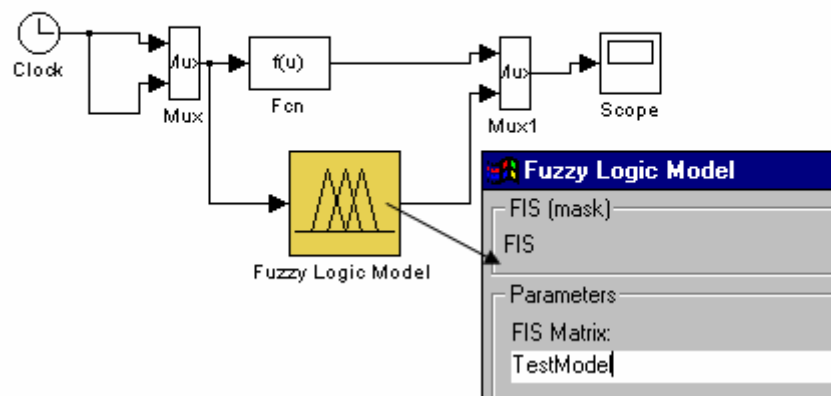 Clock
Mux
Mux
f(u)
Fcn
Mux
Mux1
Scope
Fuzzy Logic Model
Fuzzy Logic Model
FIS (mask)
FIS
Parameters
FIS Matrix:
TestModel